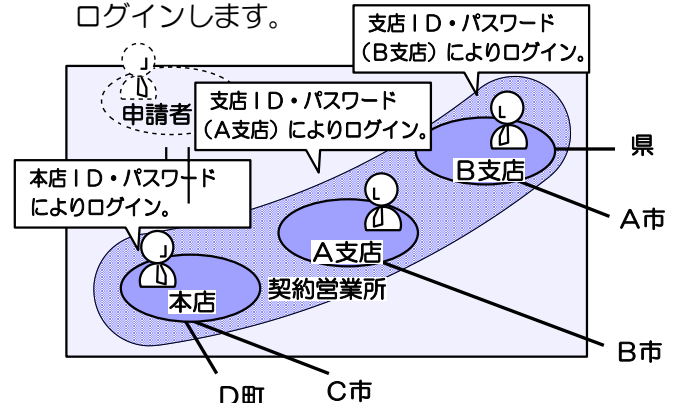 ログインします。
支店ＩＤ・パスワード
（Ｂ支店）によりログイン。
申請者
支店ＩＤ・パスワード
（Ａ支店）によりログイン。
県
Ｂ支店
本店ＩＤ・パスワード
によりログイン。
Ａ市
Ａ支店
契約営業所
本店
Ｂ市
Ｄ町
Ｃ市